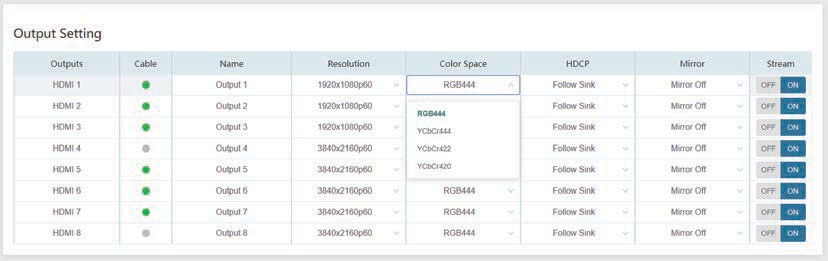 Output Setting
Outputs Cable Name Resolution Color Space HDCP Mirror Stream
HDMI 1 Output 1 1920x1080p60 RGB444 Follow Sink Mirror Off OFF ON
HDMI 2 Output 2 1920x1080p60 Follow Sink Mirror Off OFF ON
RGB444
HDMI 3 Output 3 1920x1080p60 Follow Sink Mirror Off OFF ON
YCbCr444
HDMI 4 Output 4 3840x2160p60 Follow Sink Mirror Off OFF ON
YCbCr422
HDMI 5 Output 5 3840x2160p60 Follow Sink Mirror Off OFF ON
YCbCr420
HDMI 6 Output 6 3840x2160p60 RGB444 Follow Sink Mirror Off OFF ON
HDMI 7 Output 7 3840x2160p60 RGB444 Follow Sink Mirror Off OFF ON
HDMI 8 Output 8 3840x2160p60 RGB444 Follow Sink Mirror Off OFF ON